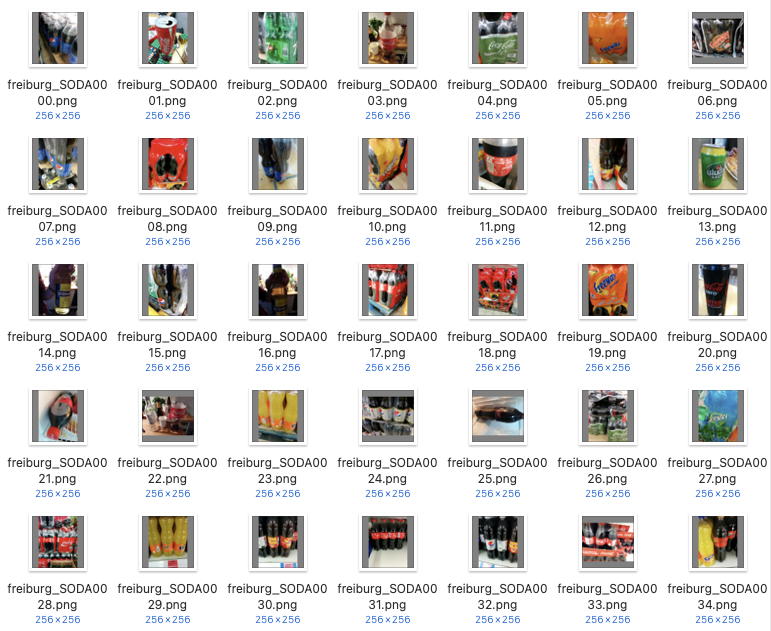 freiburg_SODA00 freiburg_SODA00 freiburg_SODA00 freiburg_SODA00 freiburg_SODA00 freiburg_SODA00 freiburg_SODA00
00.png 01.png 02.png 03.png 04.png 05.png 06.png
256×256 256×256 256×256 256×256 256×256 256×256 256×256
freiburg_SODA00 freiburg_SODA00 freiburg_SODA00 freiburg_SODA00 freiburg_SODA00 freiburg_SODA00 freiburg_SODA00
07.png 08.png 09.png 10.png 11.png 12.png 13.png
256×256 256×256 256×256 256×256 256×256 256×256 256×256
freiburg_SODA00 freiburg_SODA00 freiburg_SODA00 freiburg_SODA00 freiburg_SODA00 freiburg_SODA00 freiburg_SODA00
14.png 15.png 16.png 17.png 18.png 19.png 20.png
256×256 256×256 256×256 256×256 256×256 256×256 256×256
freiburg_SODA00 freiburg_SODA00 freiburg_SODA00 freiburg_SODA00 freiburg_SODA00 freiburg_SODA00 freiburg_SODA00
21.png 22.png 23.png 24.png 25.png 26.png 27.png
256×256 256×256 256×256 256×256 256×256 256×256 256×256
freiburg_SODA00 freiburg_SODA00 freiburg_SODA00 freiburg_SODA00 freiburg_SODA00 freiburg_SODA00 freiburg_SODA00
28.png 29.png 30.png 31.png 32.png 33.png 34.png
256×256 256×256 256×256 256×256 256×256 256×256 256×256